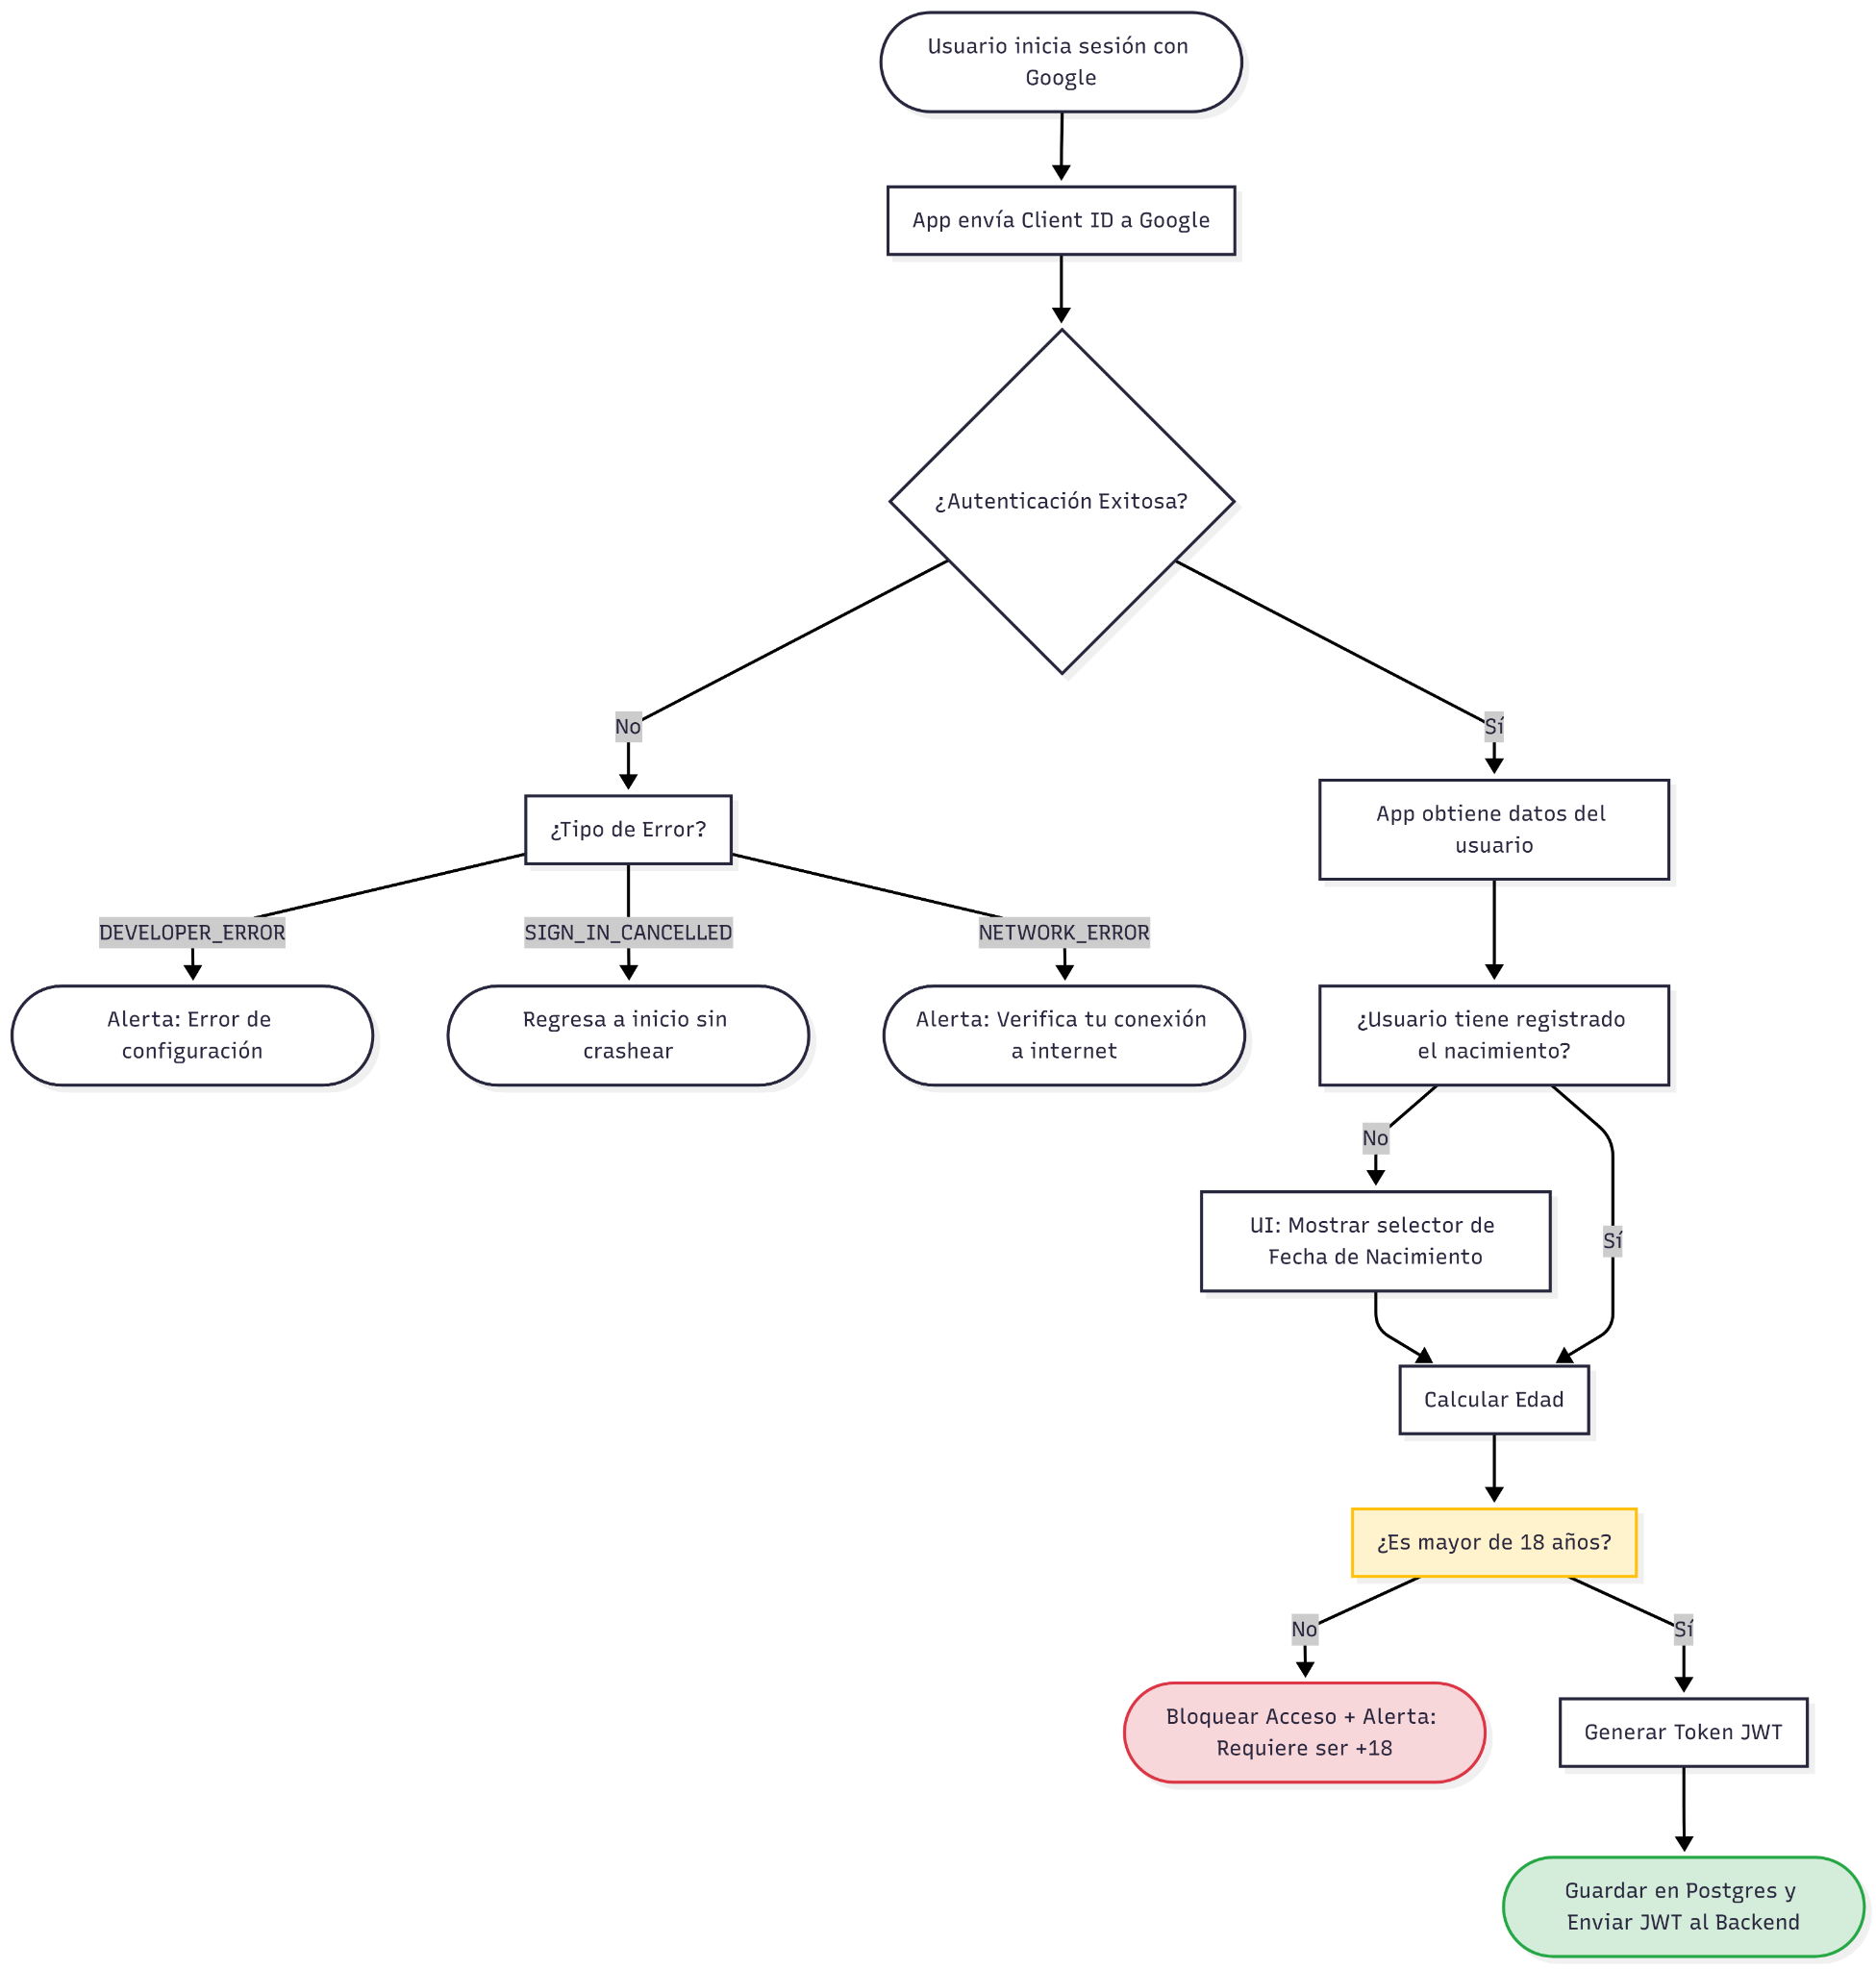 Usuario inicia sesión con
Google
App envía Client ID a Google
¿Autenticación Exitosa?
No
Sí
¿Tipo de Error?
App obtiene datos del
usuario
DEVELOPER_ERROR
SIGN_IN_CANCELLED
NETWORK_ERROR
Alerta: Error de
configuración
Regresa a inicio sin
crashear
Alerta: Verifica tu conexión
a internet
¿Usuario tiene registrado
el nacimiento?
No
UI: Mostrar selector de
Fecha de Nacimiento
Sí
Calcular Edad
¿Es mayor de 18 años?
No
Sí
Bloquear Acceso + Alerta:
Requiere ser +18
Generar Token JWT
Guardar en Postgres y
Enviar JWT al Backend